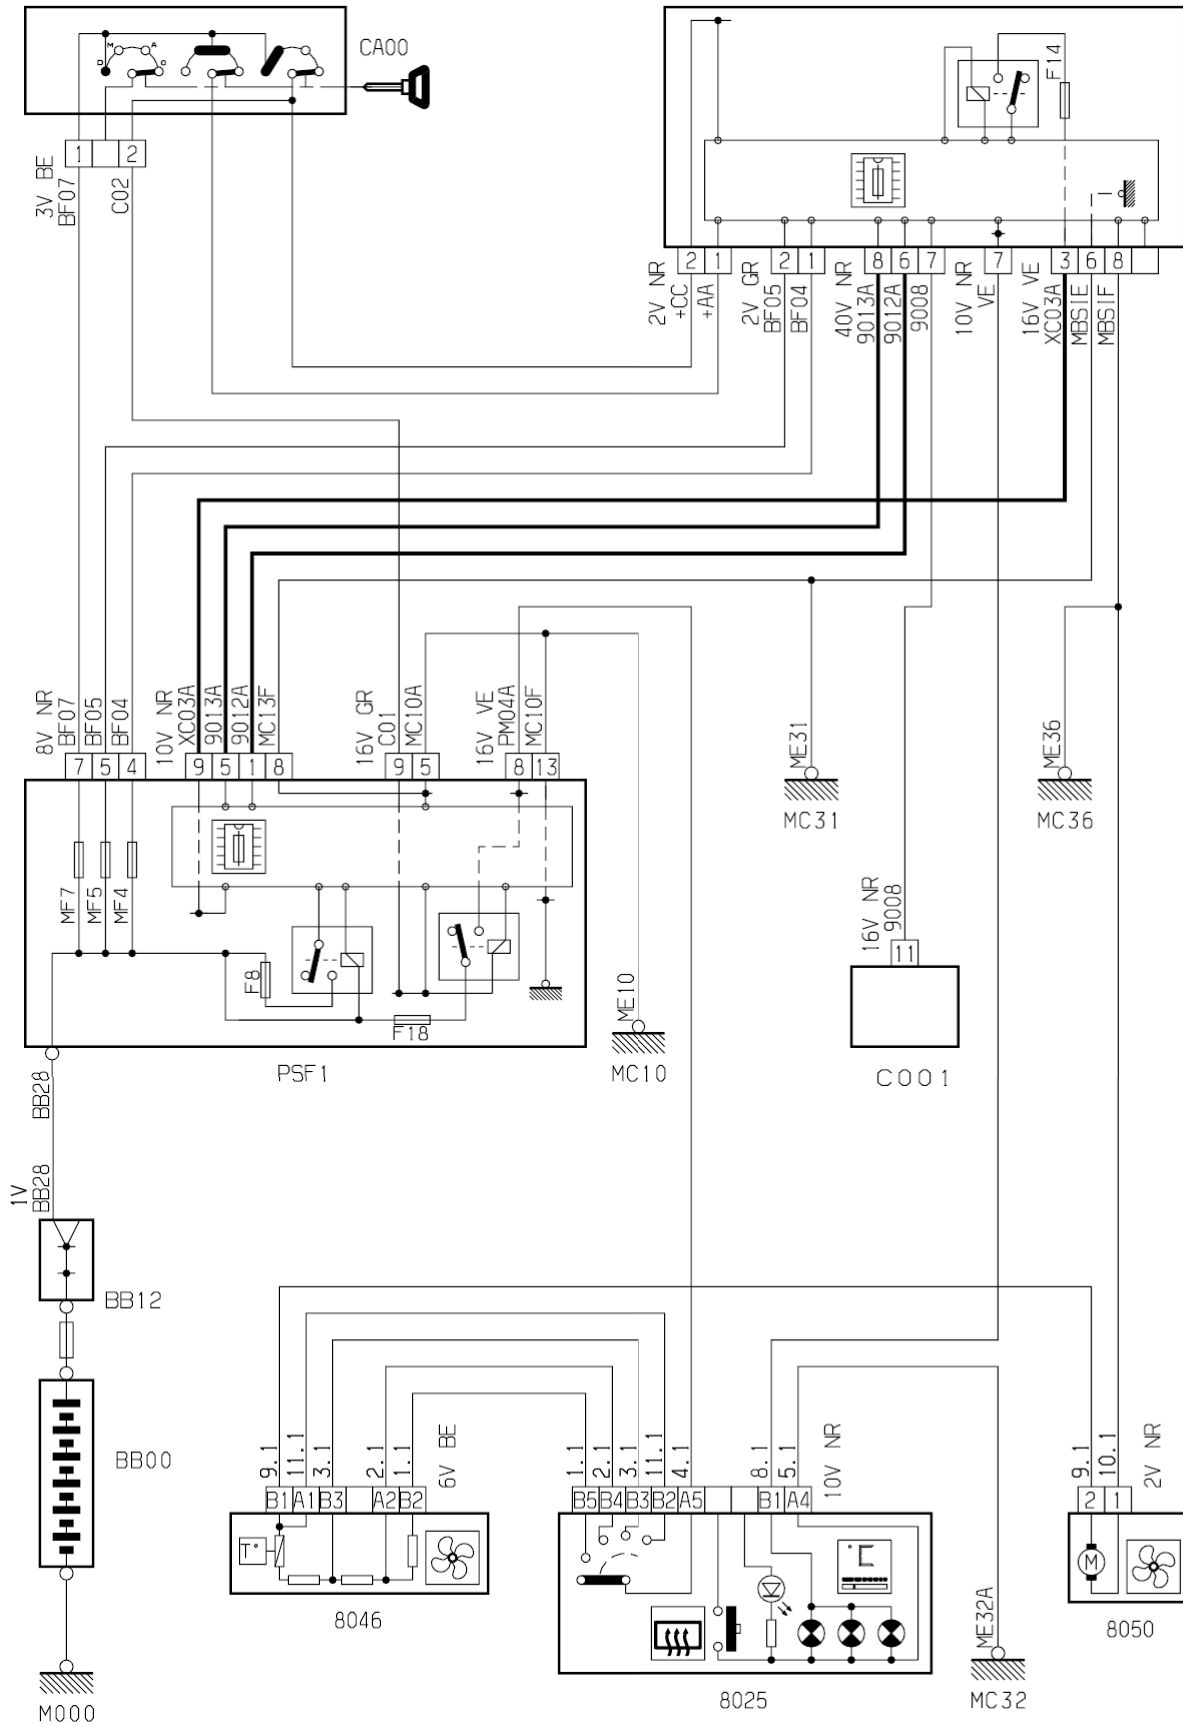 M A
D O
CA00
F14
1 2
3V BE
BF07
C02
2 1 2 1 8 6 7 7 3 6 8
2V NR
+CC
+AA
2V GR
BF05
BF04
40V NR
9013A
9012A
9008
10V NR
VE
16V VE
XC03A
MBS1E
MBS1F
8V NR
BF07
BF05
BF04
10V NR
XC03A
9013A
9012A
MC13F
16V GR
C01
MC10A
16V VE
PM04A
MC10F
ME31
ME36
7 5 4 9 5 1 8 9 5 8 13
MC31
MC36
MF7
MF5
MF4
16V NR
9008
11
F8
F18
ME10
PSF1
MC10
C001
BB28
1V
BB28
BB12
BB00
M000
9.1
11.1
3.1
2.1
1.1
6V BE
B1 A1 B3 A2 B2
T°
8046
1.1
2.1
3.1
11.1
4.1
8.1
5.1
10V NR
B5 B4 B3 B2 A5 B1 A4
°C
8025
ME32A
MC32
9.1
10.1
2V NR
2 1
M
8050